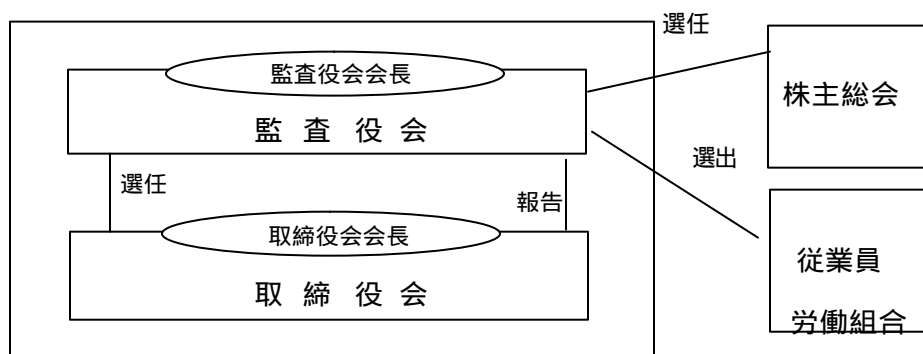 選任
監査役会会長
監査役会
株主総会
選出
選任
報告
取締役会会長
取締役会
従業員
労働組合